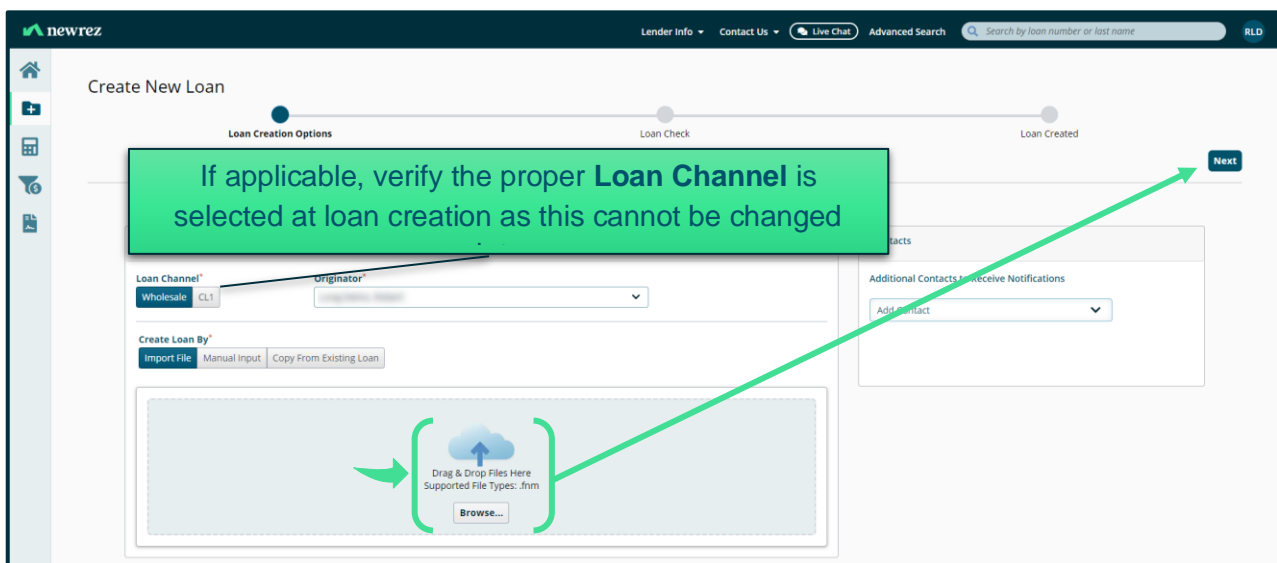 newrez
Lender Info Contact Us Live Chat Advanced Search Search by loan number or last name RLD
Create New Loan
Loan Creation Options Loan Check Loan Created
Next
If applicable, verify the proper Loan Channel is
selected at loan creation as this cannot be changed
Loan Channel* Originator*
Wholesale CL1
Create Loan By*
Import File Manual Input Copy From Existing Loan
Drag & Drop Files Here
Supported File Types: .fnm
Browse...
Additional Contacts to Receive Notifications
Add Contact